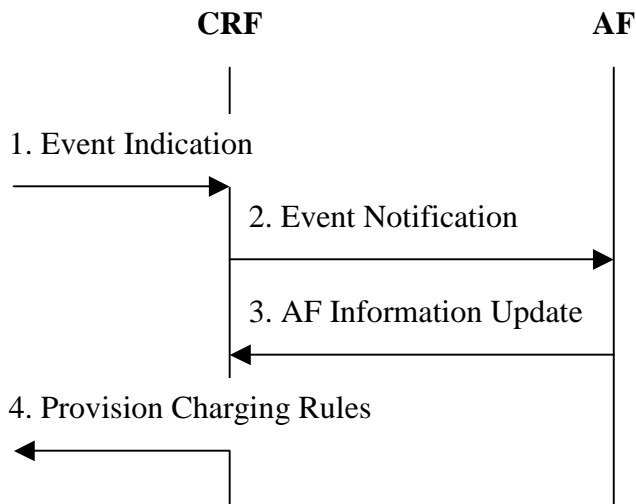 CRF AF
1. Event Indication
2. Event Notification
3. AF Information Update
4. Provision Charging Rules